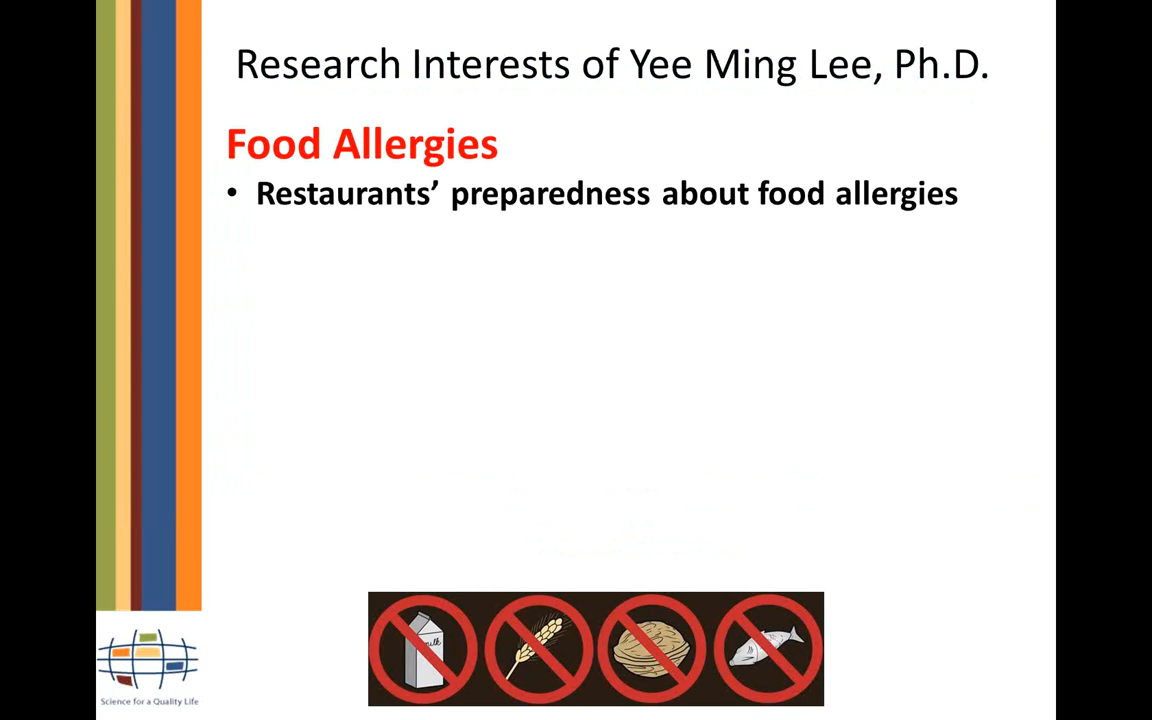 Research Interests of Yee Ming Lee, Ph.D.
Food Allergies
• Restaurants’ preparedness about food allergies
Science for a Quality Life